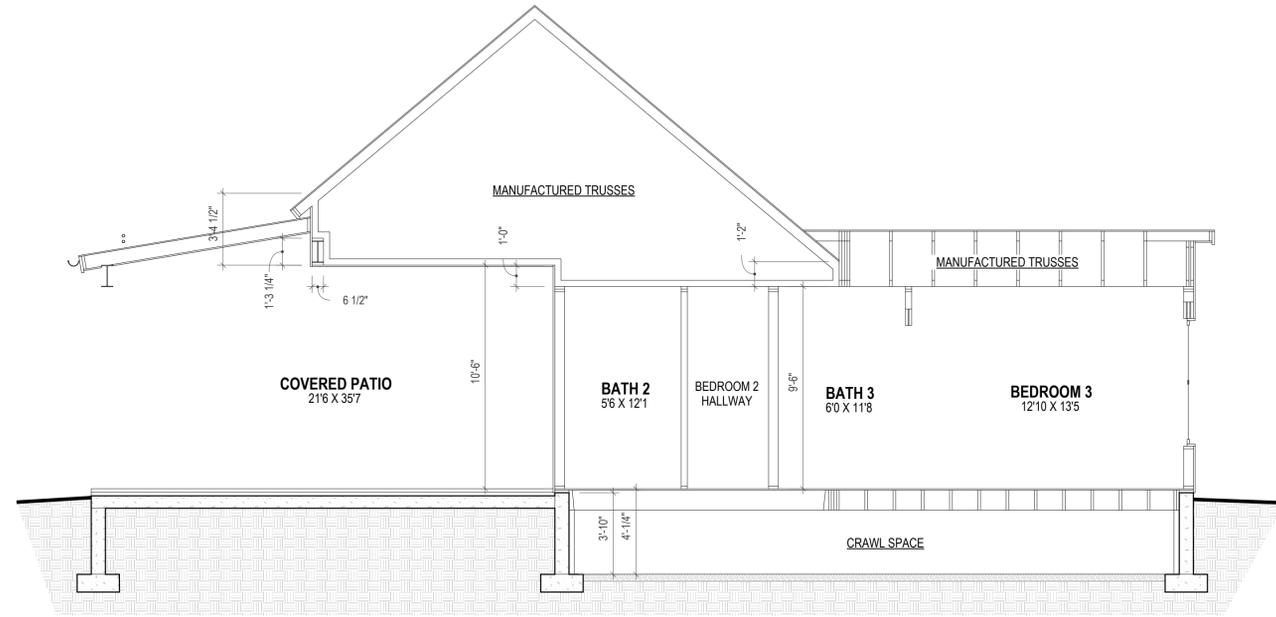 MANUFACTURED TRUSSES
3'-4 1/2"
1'-0"
1'-2"
MANUFACTURED TRUSSES
1'-3 1/4"
6 1/2"
10'-6"
9'-6"
COVERED PATIO
21'6 X 35'7
BATH 2
5'6 X 12'1
BEDROOM 2
HALLWAY
BATH 3
6'0 X 11'8
BEDROOM 3
12'10 X 13'5
3'-10"
4'-1/4"
CRAWL SPACE